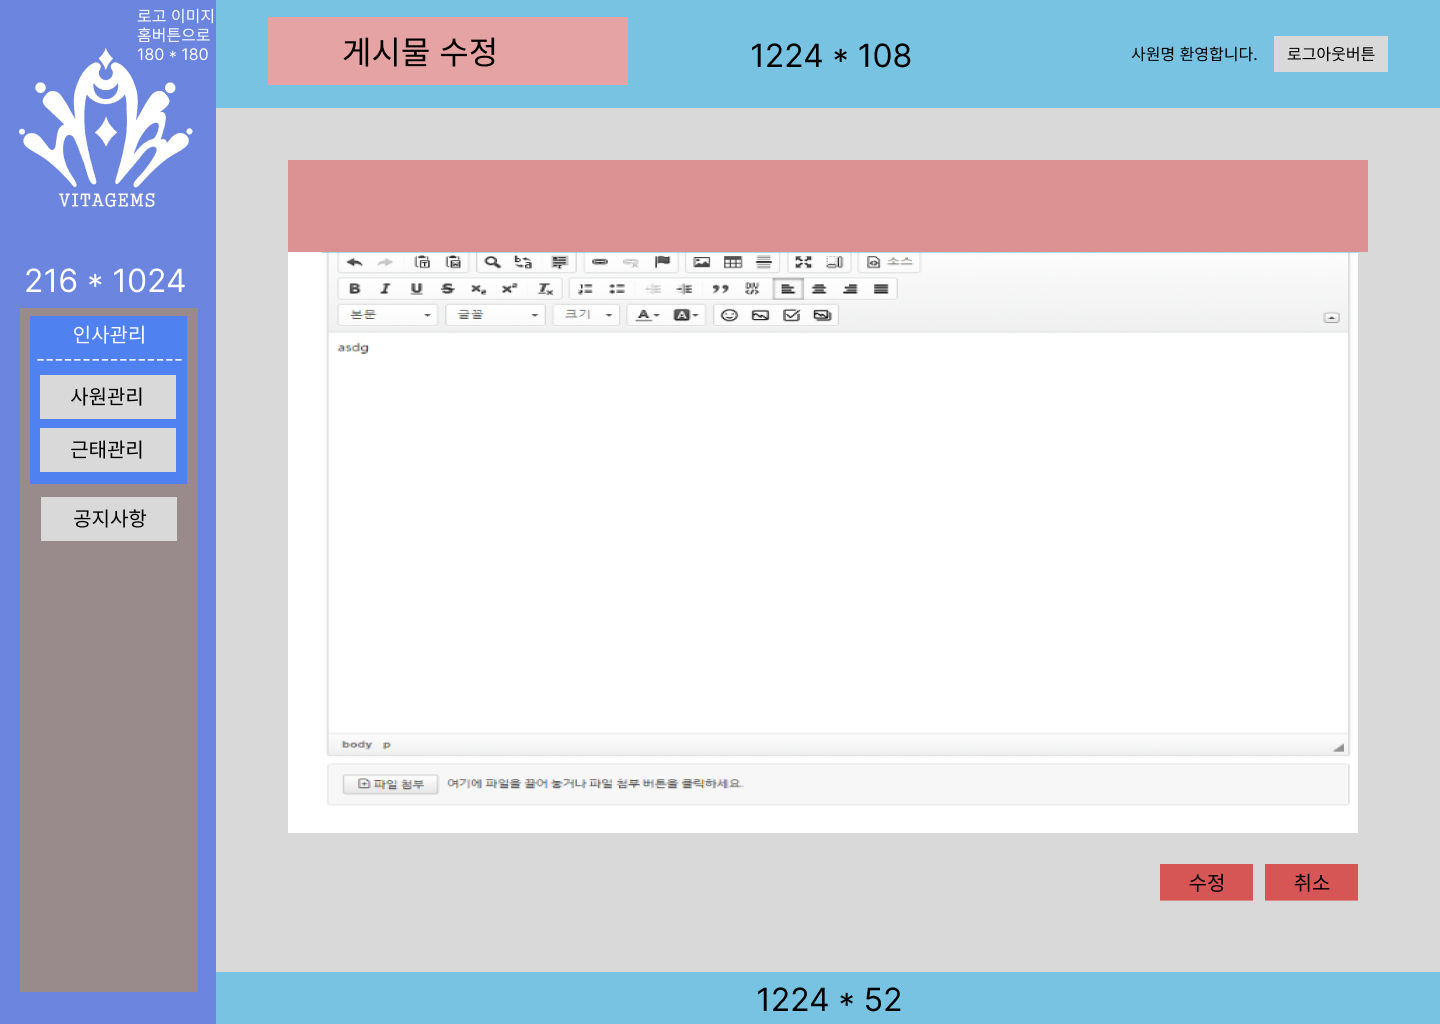 로고 이미지
홈버튼으로
180 * 180
VITAGEMS
216 * 1024
인사관리
----------------
사원관리
근태관리
공지사항
게시물 수정
1224 * 108
사원명 환영합니다.
로그아웃버튼
소스
본문 글꼴 크기
asdg
body p
파일 첨부 여기에 파일을 끌어 놓거나 파일 첨부 버튼을 클릭하세요.
수정 취소
1224 * 52